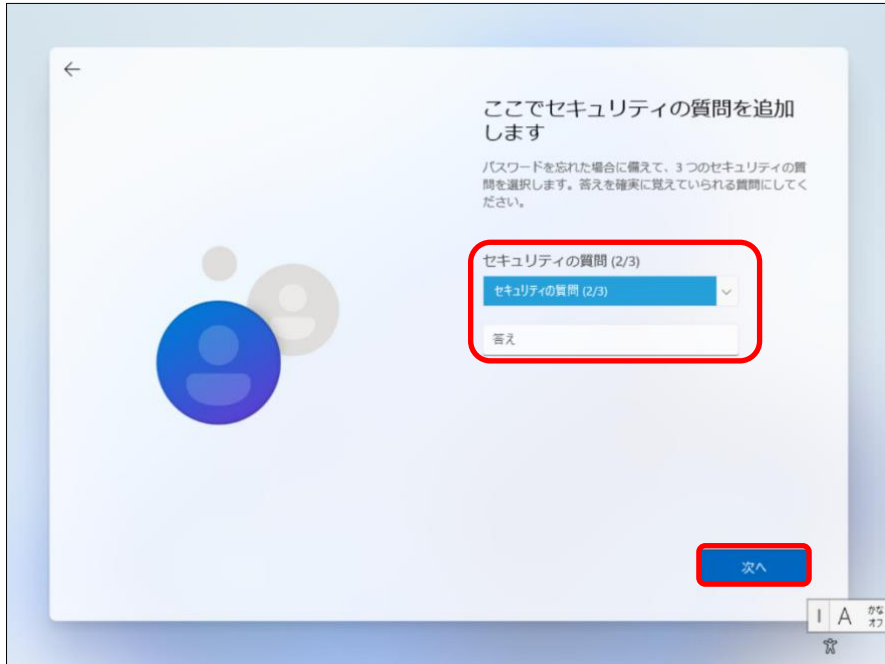 ここでセキュリティの質問を追加
します
パスワードを忘れた場合に備えて、3 つのセキュリティの質
問を選択します。答えを確実に覚えていられる質問にしてく
ださい。
セキュリティの質問 (2/3)
セキュリティの質問 (2/3)
答え
次へ
A かな
オフ